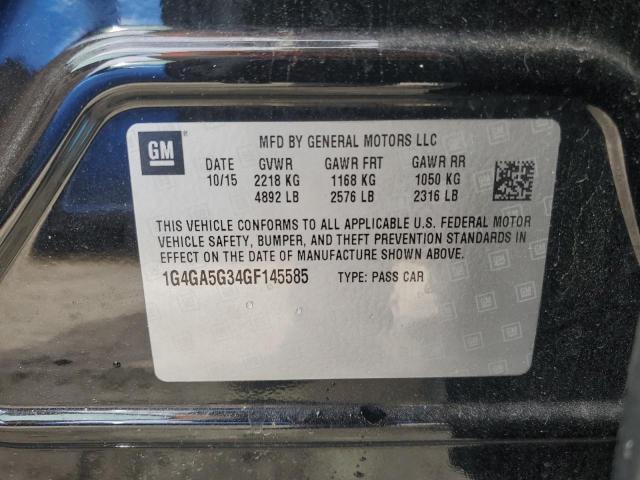 GM
MFD BY GENERAL MOTORS LLC
DATE GVWR GAWR FRT GAWR RR
10/15 2218 KG 1168 KG 1050 KG
4892 LB 2576 LB 2316 LB
THIS VEHICLE CONFORMS TO ALL APPLICABLE U.S. FEDERAL MOTOR
VEHICLE SAFETY, BUMPER, AND THEFT PREVENTION STANDARDS IN
EFFECT ON THE DATE OF MANUFACTURE SHOWN ABOVE.
1G4GA5G34GF145585 TYPE: PASS CAR